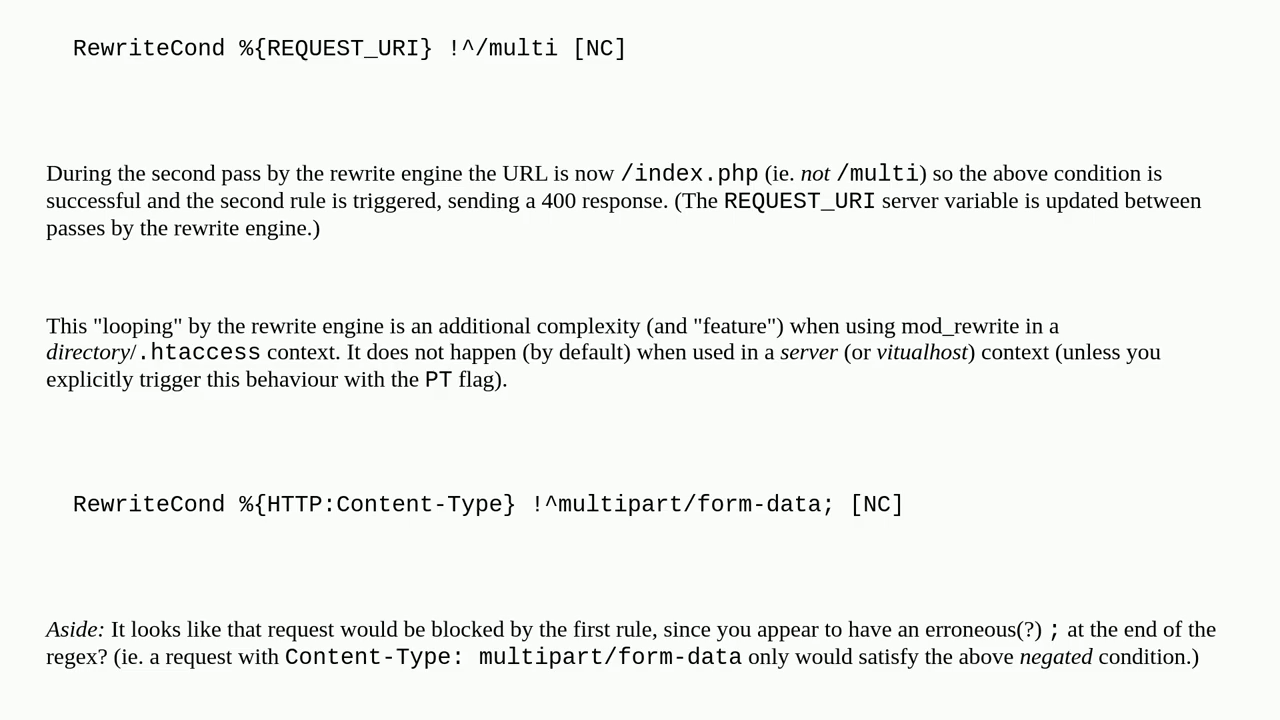 RewriteCond %{REQUEST_URI} !^/multi [NC]
During the second pass by the rewrite engine the URL is now /index.php (ie. not /multi) so the above condition is
successful and the second rule is triggered, sending a 400 response. (The REQUEST_URI server variable is updated between
passes by the rewrite engine.)
This "looping" by the rewrite engine is an additional complexity (and "feature") when using mod_rewrite in a
directory/.htaccess context. It does not happen (by default) when used in a server (or vitualhost) context (unless you
explicitly trigger this behaviour with the PT flag).
RewriteCond %{HTTP:Content-Type} !^multipart/form-data; [NC]
Aside: It looks like that request would be blocked by the first rule, since you appear to have an erroneous(?) ; at the end of the
regex? (ie. a request with Content-Type: multipart/form-data only would satisfy the above negated condition.)